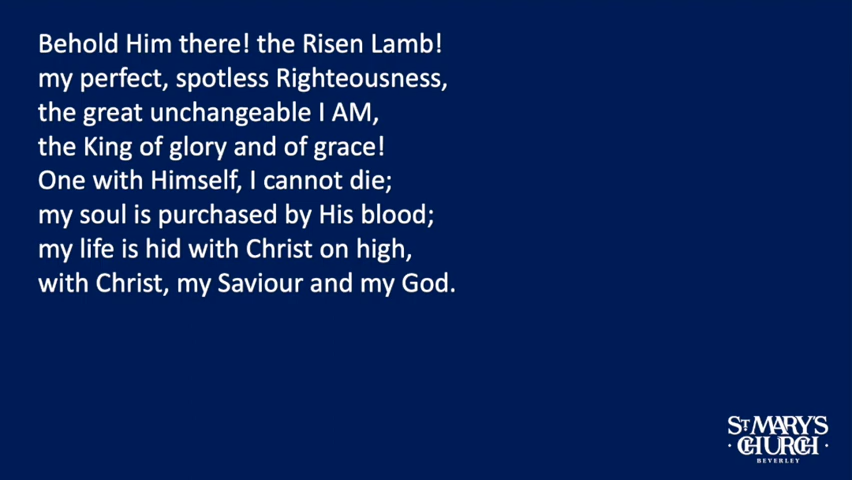 Behold Him there! the Risen Lamb!
my perfect, spotless Righteousness,
the great unchangeable I AM,
the King of glory and of grace!
One with Himself, I cannot die;
my soul is purchased by His blood;
my life is hid with Christ on high,
with Christ, my Saviour and my God.
ST MARY'S
· CHURCH ·
BEVERLEY